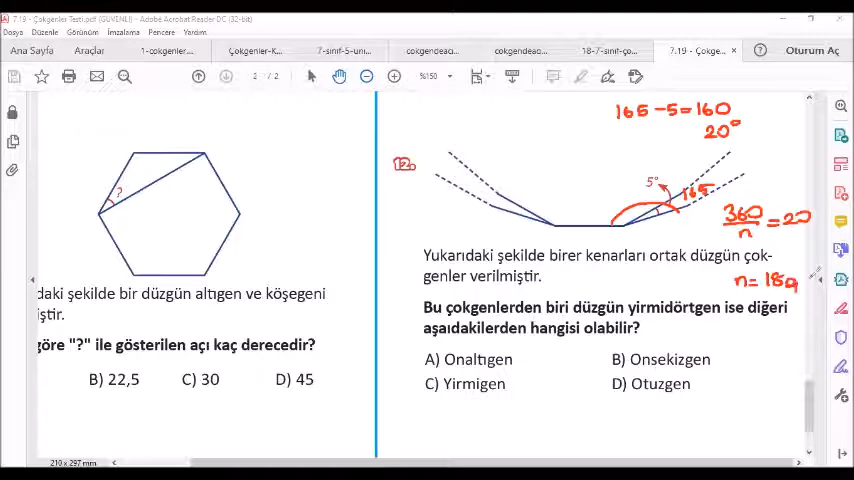 7.19 - Çokgenler Testi.pdf (GÜVENLİ) - Adobe Acrobat Reader DC (32-bit)
Dosya Düzenle Görünüm İmzalama Pencere Yardım
Ana Sayfa Araçlar 1-cokgenler... Çokgenler-K... 7-sinif-5-uni... cokgendeaci... cokgendeaci... 18-7-sinif-ço... 7.19 - Çokge... × Oturum Aç
2 / 2 %150
165 - 5 = 160
20°
?
5°
165
360/n = 20
Yukarıdaki şekilde birer kenarları ortak düzgün çok-
genler verilmiştir.
n = 18
daki şekilde bir düzgün altıgen ve köşegeni
ıştir.
Bu çokgenlerden biri düzgün yirmidörtgen ise diğeri
aşaıdakilerden hangisi olabilir?
göre "?" ile gösterilen açı kaç derecedir?
B) 22,5 C) 30 D) 45
A) Onaltıgen B) Onsekizgen
C) Yirmigen D) Otuzgen
210 x 297 mm